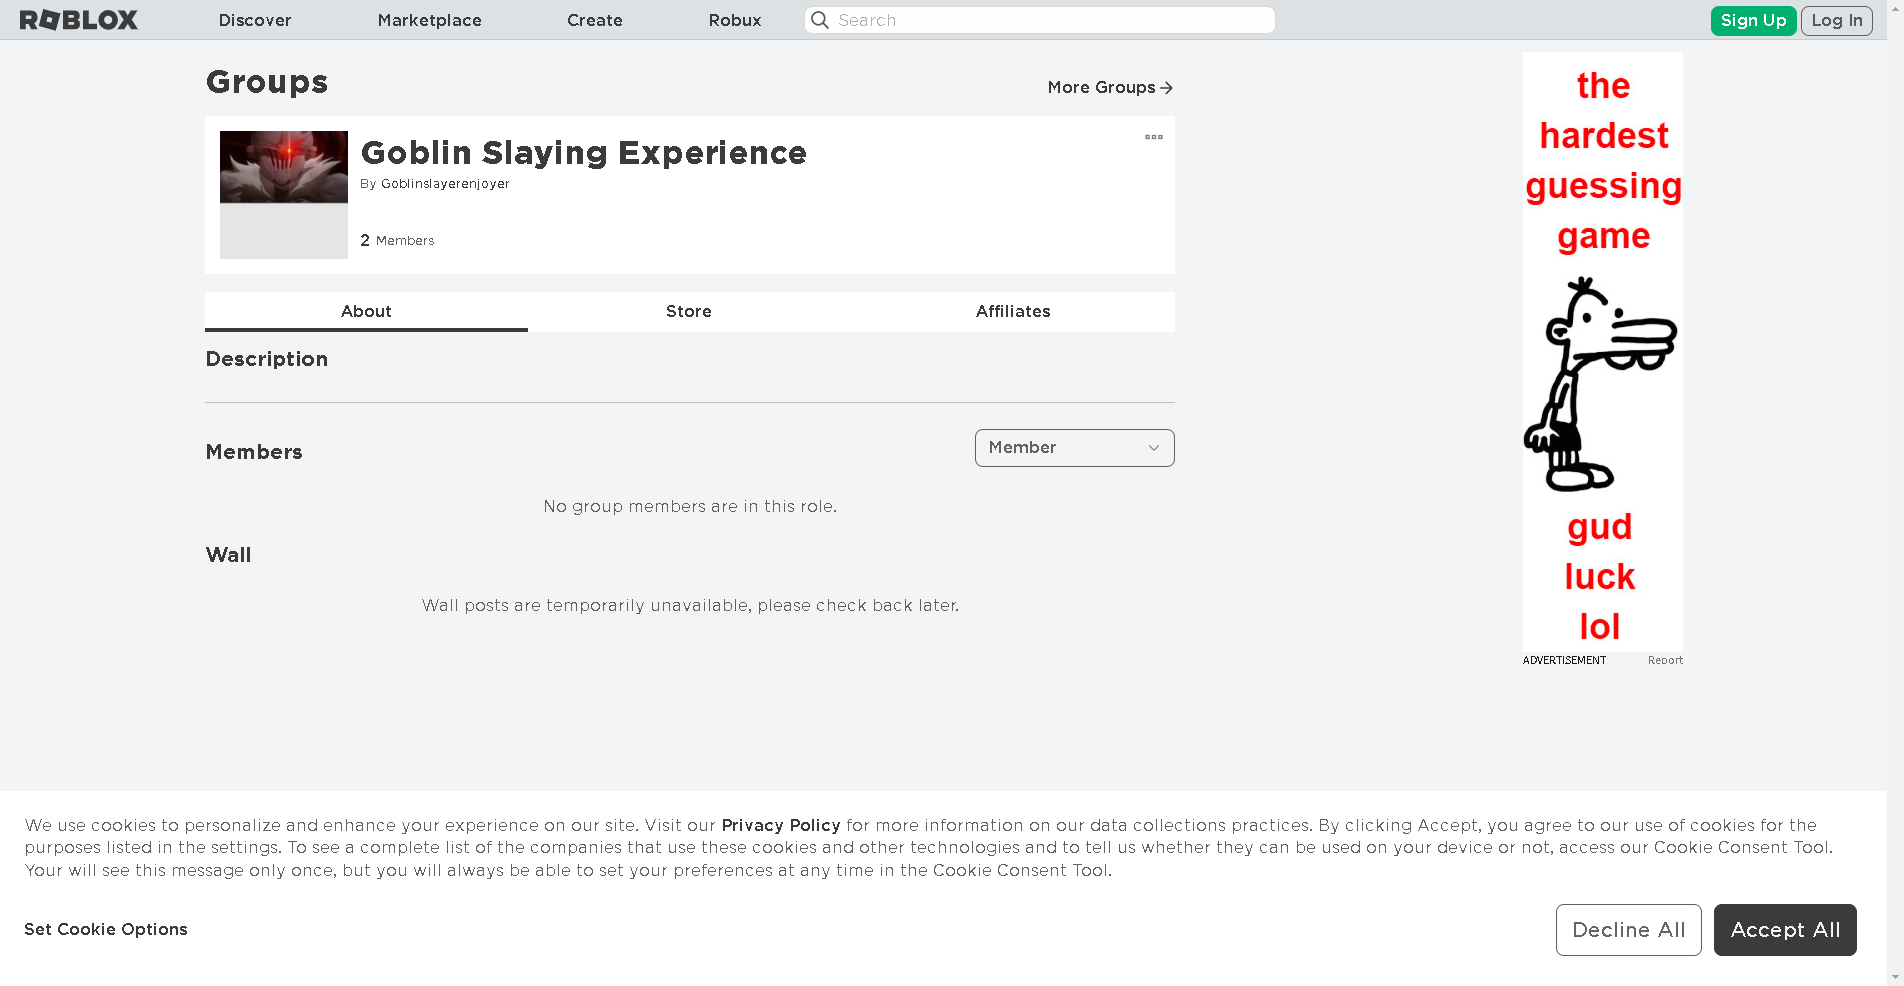 ROBLOX Discover Marketplace Create Robux Search Sign Up Log In
Groups
More Groups
Goblin Slaying Experience
By Goblinslayerenjoyer
2 Members
About Store Affiliates
Description
Members
Member
No group members are in this role.
Wall
Wall posts are temporarily unavailable, please check back later.
the
hardest
guessing
game
gud
luck
lol
ADVERTISEMENT Report
We use cookies to personalize and enhance your experience on our site. Visit our Privacy Policy for more information on our data collections practices. By clicking Accept, you agree to our use of cookies for the
purposes listed in the settings. To see a complete list of the companies that use these cookies and other technologies and to tell us whether they can be used on your device or not, access our Cookie Consent Tool.
Your will see this message only once, but you will always be able to set your preferences at any time in the Cookie Consent Tool.
Set Cookie Options
Decline All
Accept All